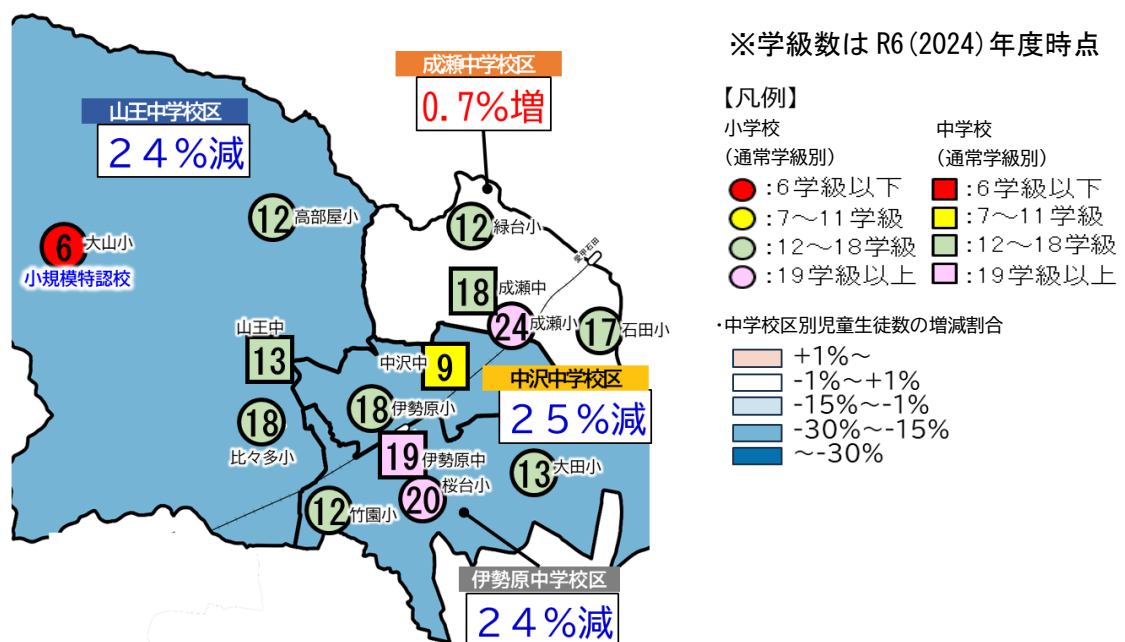 成瀬中学校区
0.7%増
山王中学校区
24%減
12
高部屋小
6
大山小
小規模特認校
12
緑台小
愛甲石田
18
成瀬中
24
成瀬小
17
石田小
山王中
13
中沢中
9
中沢中学校区
25%減
18
伊勢原小
18
比々多小
19
伊勢原中
13
大田小
20
桜台小
12
竹園小
伊勢原中学校区
24%減
※学級数はR6(2024)年度時点
【凡例】
小学校
(通常学級別)
:6学級以下
:7～11学級
:12～18学級
:19学級以上
中学校
(通常学級別)
:6学級以下
:7～11学級
:12～18学級
:19学級以上
・中学校区別児童生徒数の増減割合
+1%～
-1%～+1%
-15%～-1%
-30%～-15%
～-30%